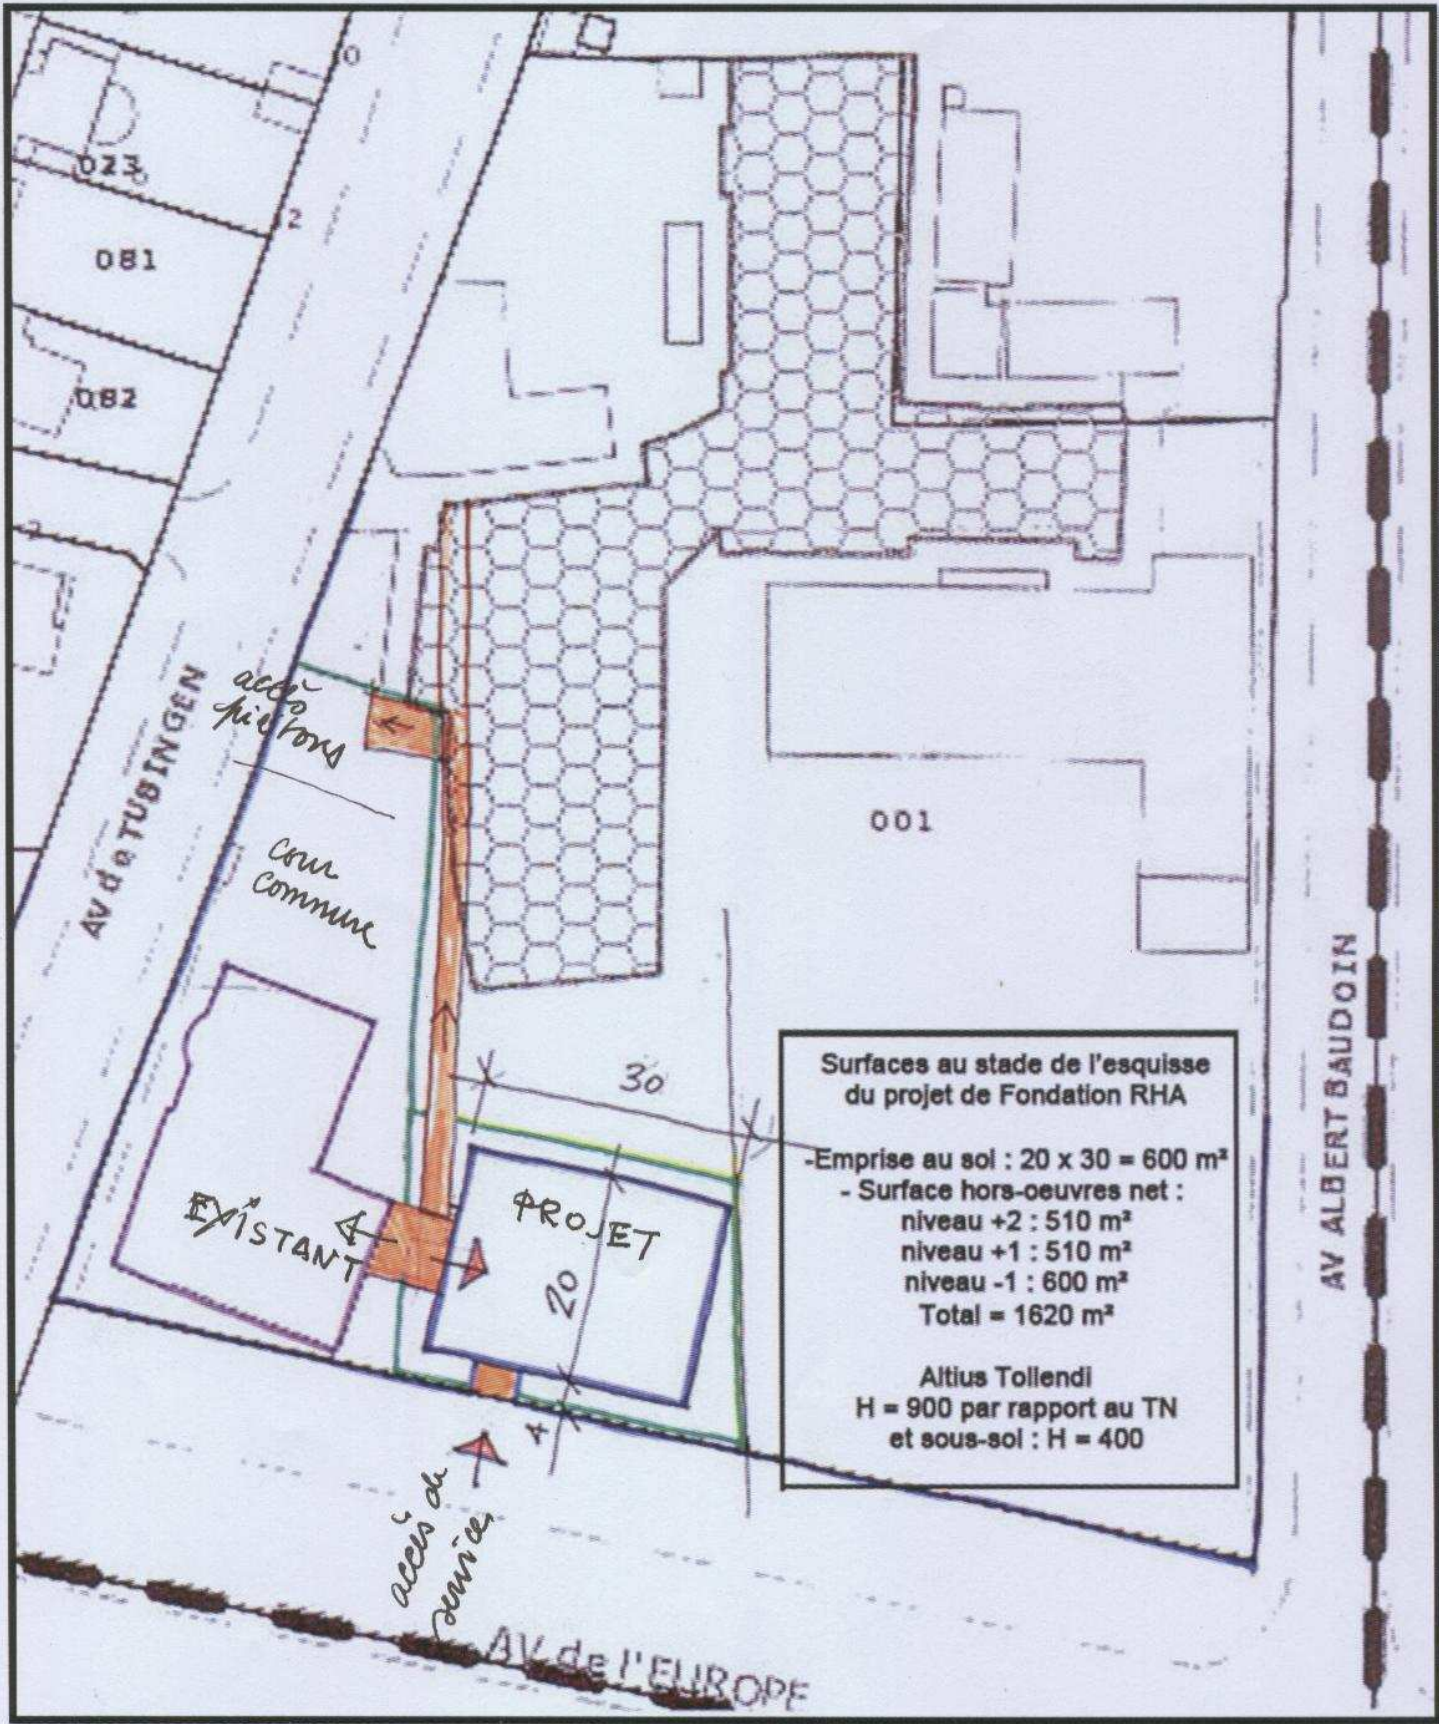 0
023
2
081
082
AV de TUBINGEN
accès
piétons
cour
commune
001
AV ALBERT BAUDOIN
30
EXISTANT
PROJET
20
4
accès de
service
AV de l'EUROPE
Surfaces au stade de l'esquisse
du projet de Fondation RHA
-Emprise au sol : 20 x 30 = 600 m²
- Surface hors-oeuvres net :
niveau +2 : 510 m²
niveau +1 : 510 m²
niveau -1 : 600 m²
Total = 1620 m²
Altius Tollendi
H = 900 par rapport au TN
et sous-sol : H = 400